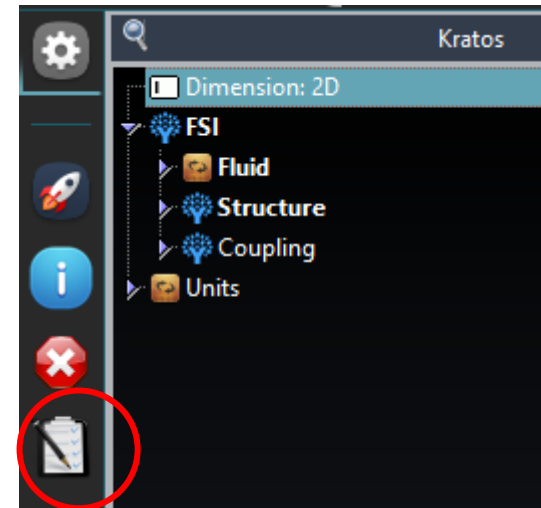 Kratos
Dimension: 2D
FSI
Fluid
Structure
Coupling
Units